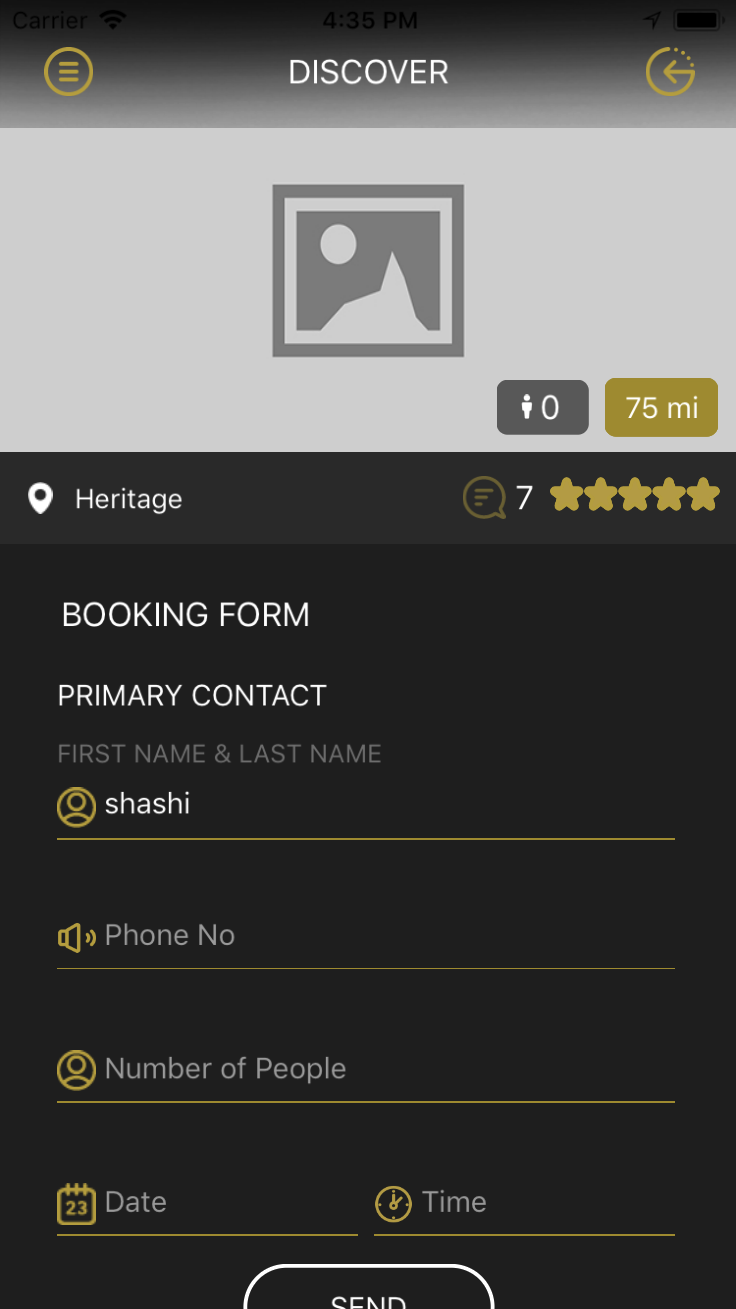 Carrier 4:35 PM
DISCOVER
0 75 mi
Heritage 7
BOOKING FORM
PRIMARY CONTACT
FIRST NAME & LAST NAME
shashi
Phone No
Number of People
23 Date Time
SEND